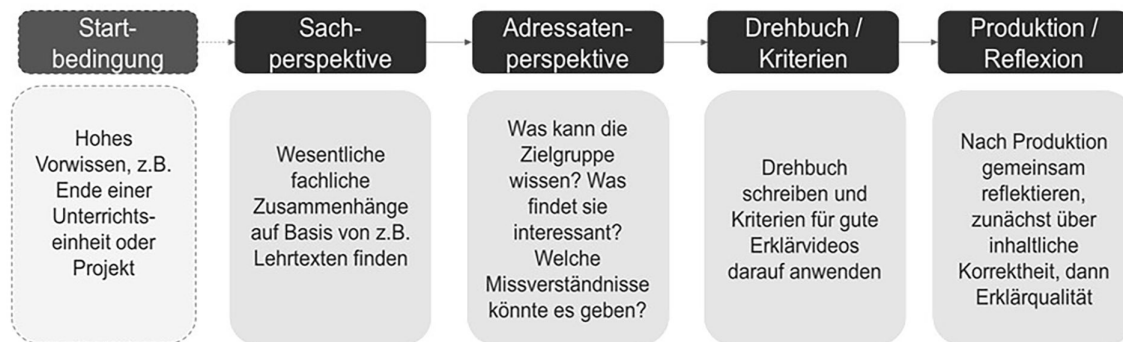 Start-
bedingung
Sach-
perspektive
Adressaten-
perspektive
Drehbuch /
Kriterien
Produktion /
Reflexion
Hohes
Vorwissen, z.B.
Ende einer
Unterrichts-
einheit oder
Projekt
Wesentliche
fachliche
Zusammenhänge
auf Basis von z.B.
Lehrtexten finden
Was kann die
Zielgruppe
wissen? Was
findet sie
interessant?
Welche
Missverständnisse
könnte es geben?
Drehbuch
schreiben und
Kriterien für gute
Erklärvideos
darauf anwenden
Nach Produktion
gemeinsam
reflektieren,
zunächst über
inhaltliche
Korrektheit, dann
Erklärqualität